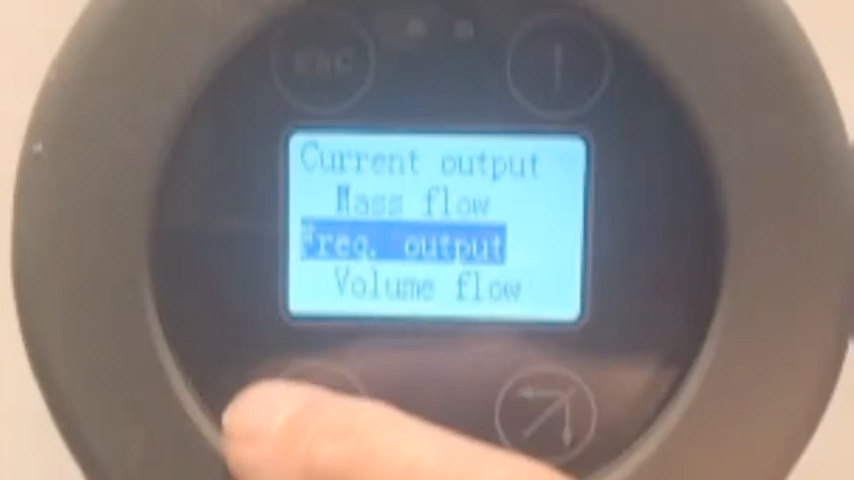 ESC
Current output
Mass flow
Freq. output
Volume flow